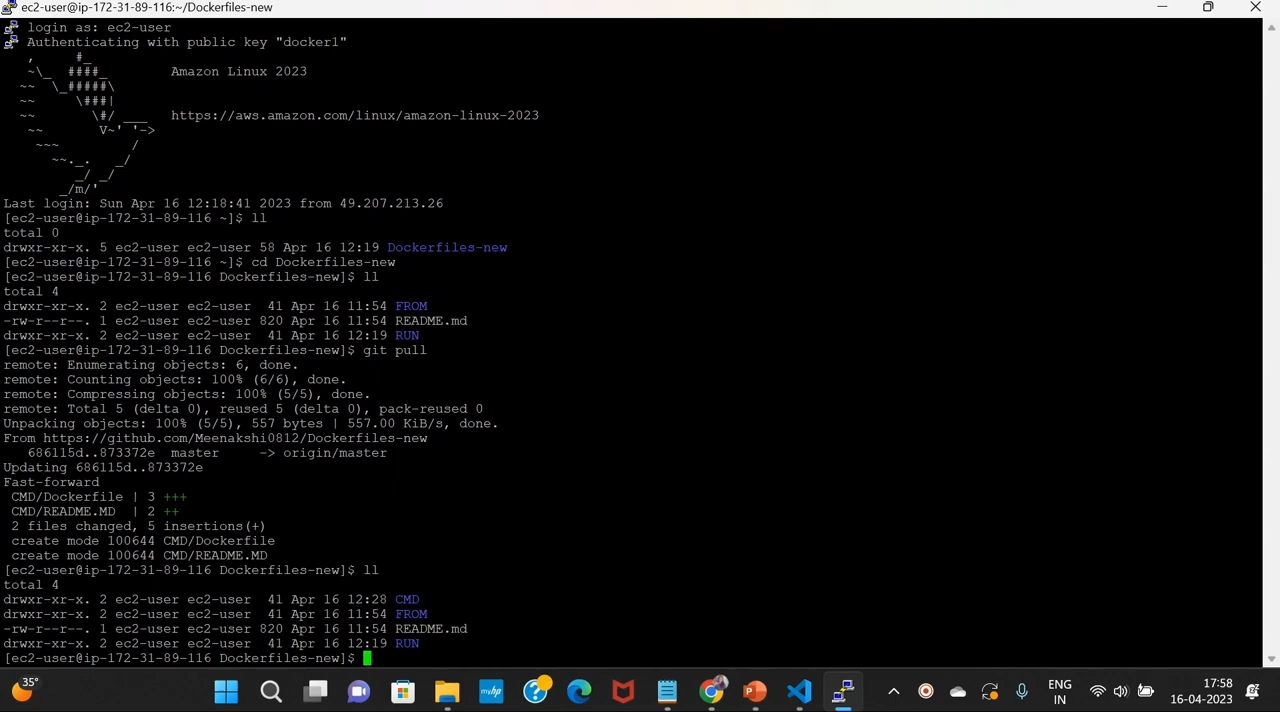 ec2-user@ip-172-31-89-116:~/Dockerfiles-new
login as: ec2-user
Authenticating with public key "docker1"
   ,     #_
   ~\_  ####_        Amazon Linux 2023
  ~~  \_#####\
  ~~     \###|
  ~~       \#/ ___   https://aws.amazon.com/linux/amazon-linux-2023
   ~~       V~' '->
    ~~~         /
      ~~._.   _/
         _/ _/
       _/m/'
Last login: Sun Apr 16 12:18:41 2023 from 49.207.213.26
[ec2-user@ip-172-31-89-116 ~]$ ll
total 0
drwxr-xr-x. 5 ec2-user ec2-user 58 Apr 16 12:19 Dockerfiles-new
[ec2-user@ip-172-31-89-116 ~]$ cd Dockerfiles-new
[ec2-user@ip-172-31-89-116 Dockerfiles-new]$ ll
total 4
drwxr-xr-x. 2 ec2-user ec2-user  41 Apr 16 11:54 FROM
-rw-r--r--. 1 ec2-user ec2-user 820 Apr 16 11:54 README.md
drwxr-xr-x. 2 ec2-user ec2-user  41 Apr 16 12:19 RUN
[ec2-user@ip-172-31-89-116 Dockerfiles-new]$ git pull
remote: Enumerating objects: 6, done.
remote: Counting objects: 100% (6/6), done.
remote: Compressing objects: 100% (5/5), done.
remote: Total 5 (delta 0), reused 5 (delta 0), pack-reused 0
Unpacking objects: 100% (5/5), 557 bytes | 557.00 KiB/s, done.
From https://github.com/Meenakshi0812/Dockerfiles-new
   686115d..873372e  master     -> origin/master
Updating 686115d..873372e
Fast-forward
 CMD/Dockerfile | 3 +++
 CMD/README.MD  | 2 ++
 2 files changed, 5 insertions(+)
 create mode 100644 CMD/Dockerfile
 create mode 100644 CMD/README.MD
[ec2-user@ip-172-31-89-116 Dockerfiles-new]$ ll
total 4
drwxr-xr-x. 2 ec2-user ec2-user  41 Apr 16 12:28 CMD
drwxr-xr-x. 2 ec2-user ec2-user  41 Apr 16 11:54 FROM
-rw-r--r--. 1 ec2-user ec2-user 820 Apr 16 11:54 README.md
drwxr-xr-x. 2 ec2-user ec2-user  41 Apr 16 12:19 RUN
[ec2-user@ip-172-31-89-116 Dockerfiles-new]$
35°
myhp
ENG
IN
17:58
16-04-2023